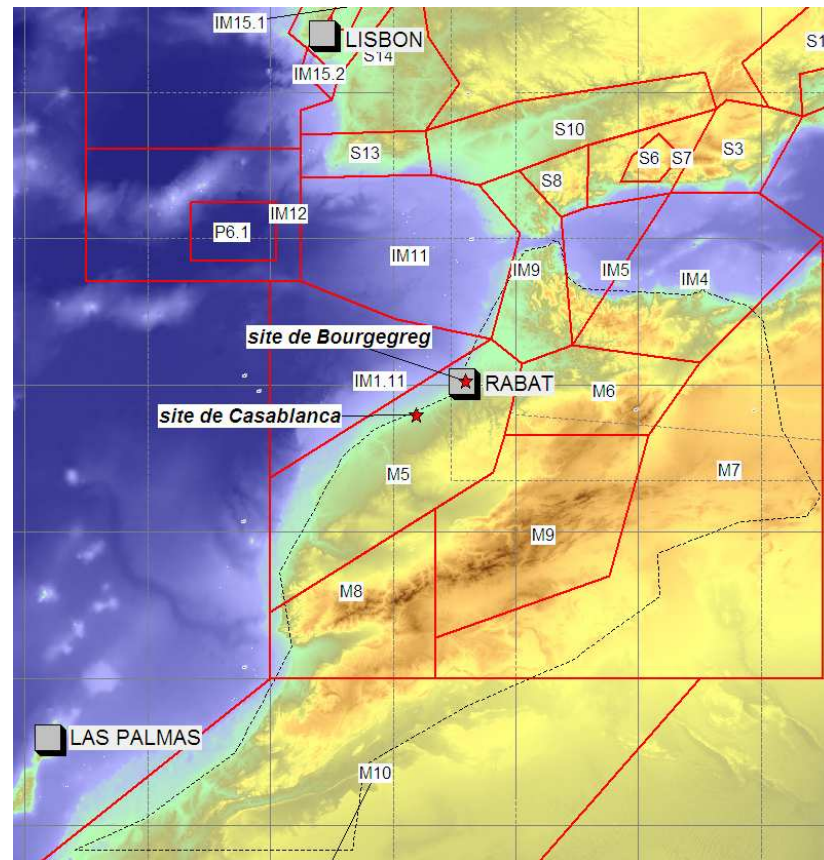 IM15.1
LISBON
S1
S14
IM15.2
S10
S13
S6
S7
S3
S8
P6.1
IM12
IM11
IM9
IM5
IM4
site de Bourgegreg
IM1.11
RABAT
M6
site de Casablanca
M5
M7
M9
M8
LAS PALMAS
M10